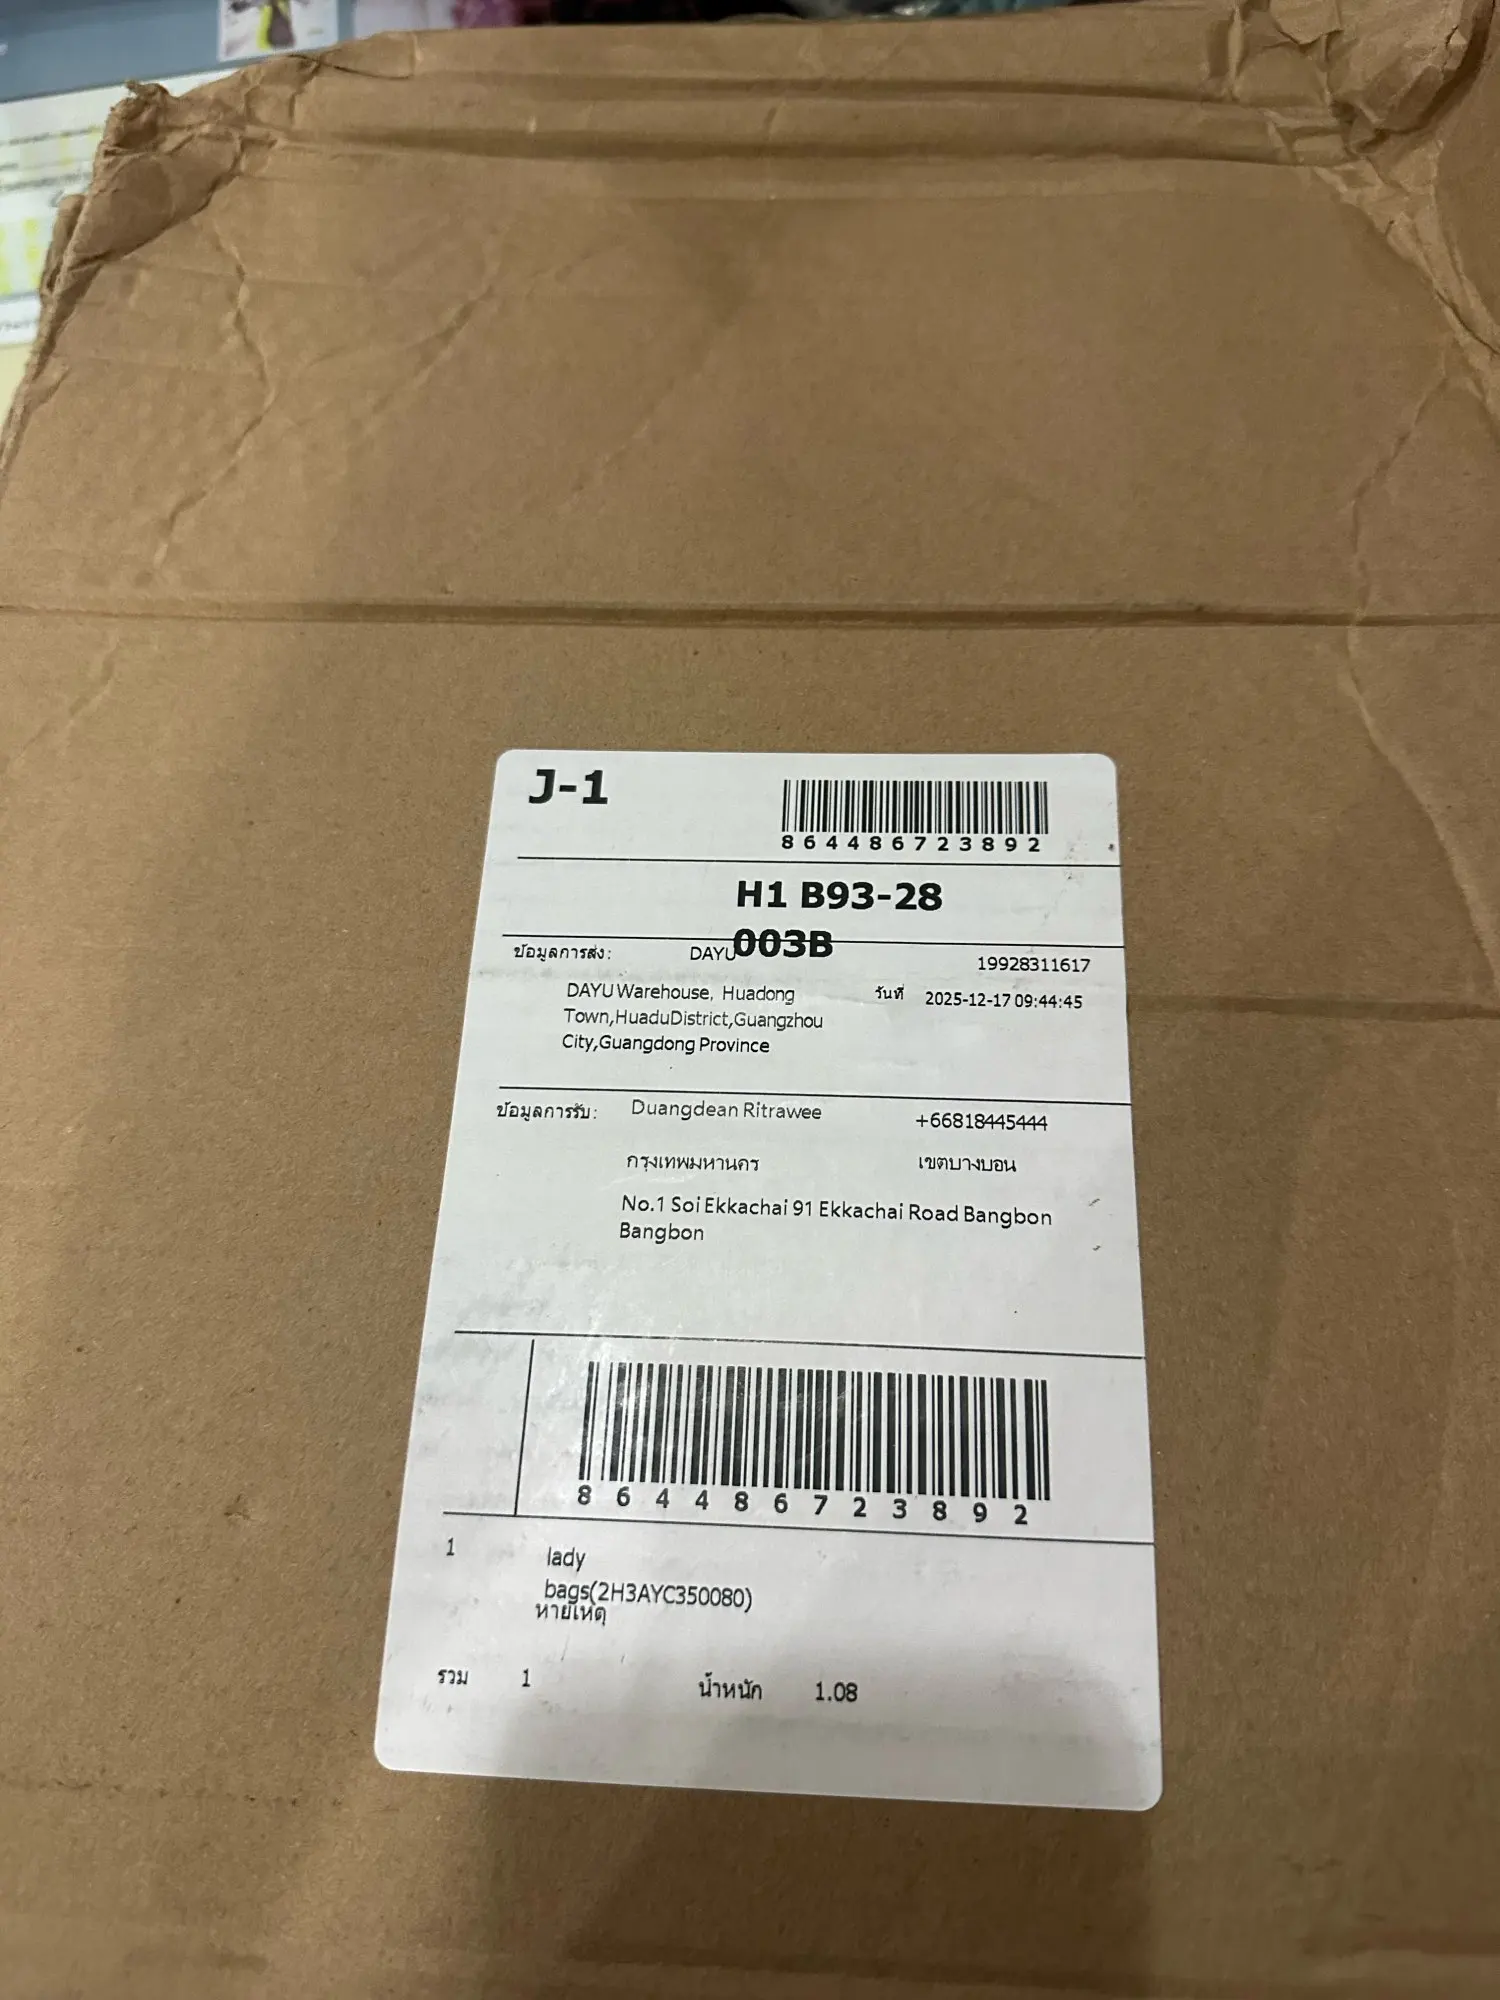 J-1
864486723892
H1 B93-28
003B
ข้อมูลการส่ง: DAYU 19928311617
DAYU Warehouse, Huadong วันที่ 2025-12-17 09:44:45
Town,HuaduDistrict,Guangzhou
City,Guangdong Province
ข้อมูลการรับ: Duangdean Ritrawee +66818445444
กรุงเทพมหานคร เขตบางบอน
No.1 Soi Ekkachai 91 Ekkachai Road Bangbon
Bangbon
864486723892
1 lady
bags(2H3AYC350080)
หายเหตุ
รวม 1 น้ำหนัก 1.08